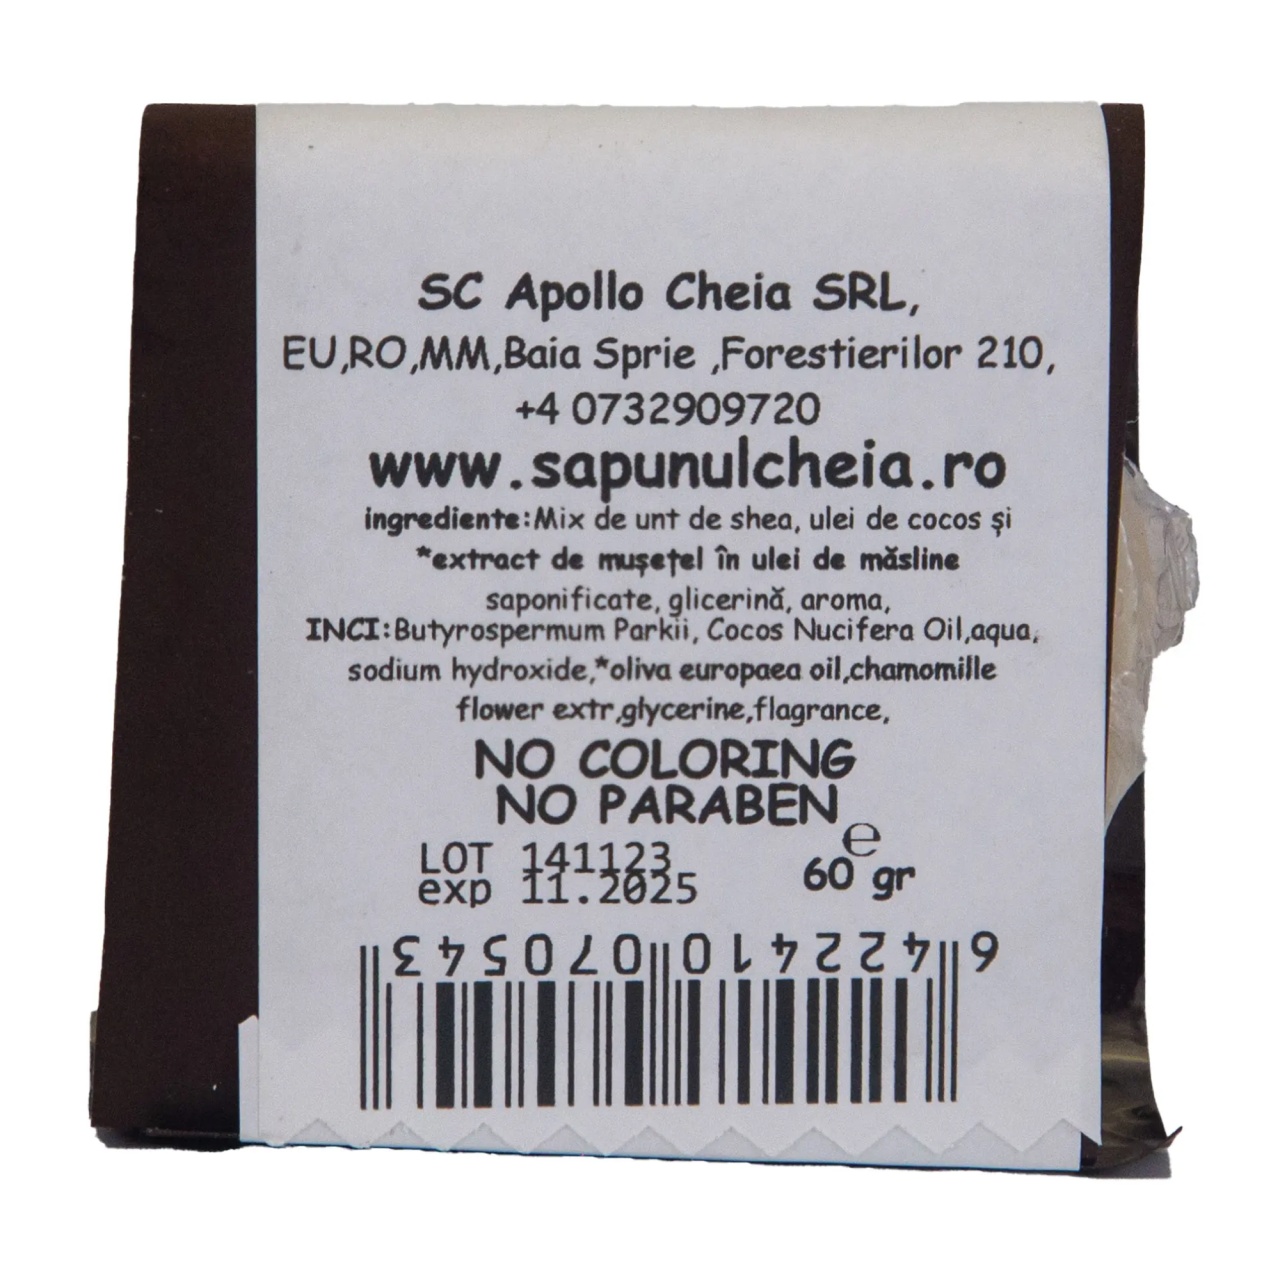 SC Apollo Cheia SRL,
EU,RO,MM,Baia Sprie ,Forestierilor 210,
+4 0732909720
www.sapunulcheia.ro
ingrediente:Mix de unt de shea, ulei de cocos și
*extract de mușețel în ulei de măsline
saponificate, glicerină, aroma,
INCI:Butyrospermum Parkii, Cocos Nucifera Oil,aqua,
sodium hydroxide,*oliva europaea oil,chamomille
flower extr,glycerine,flagrance,
NO COLORING
NO PARABEN
LOT 141123
exp 11.2025
60 gr e
6422410070543